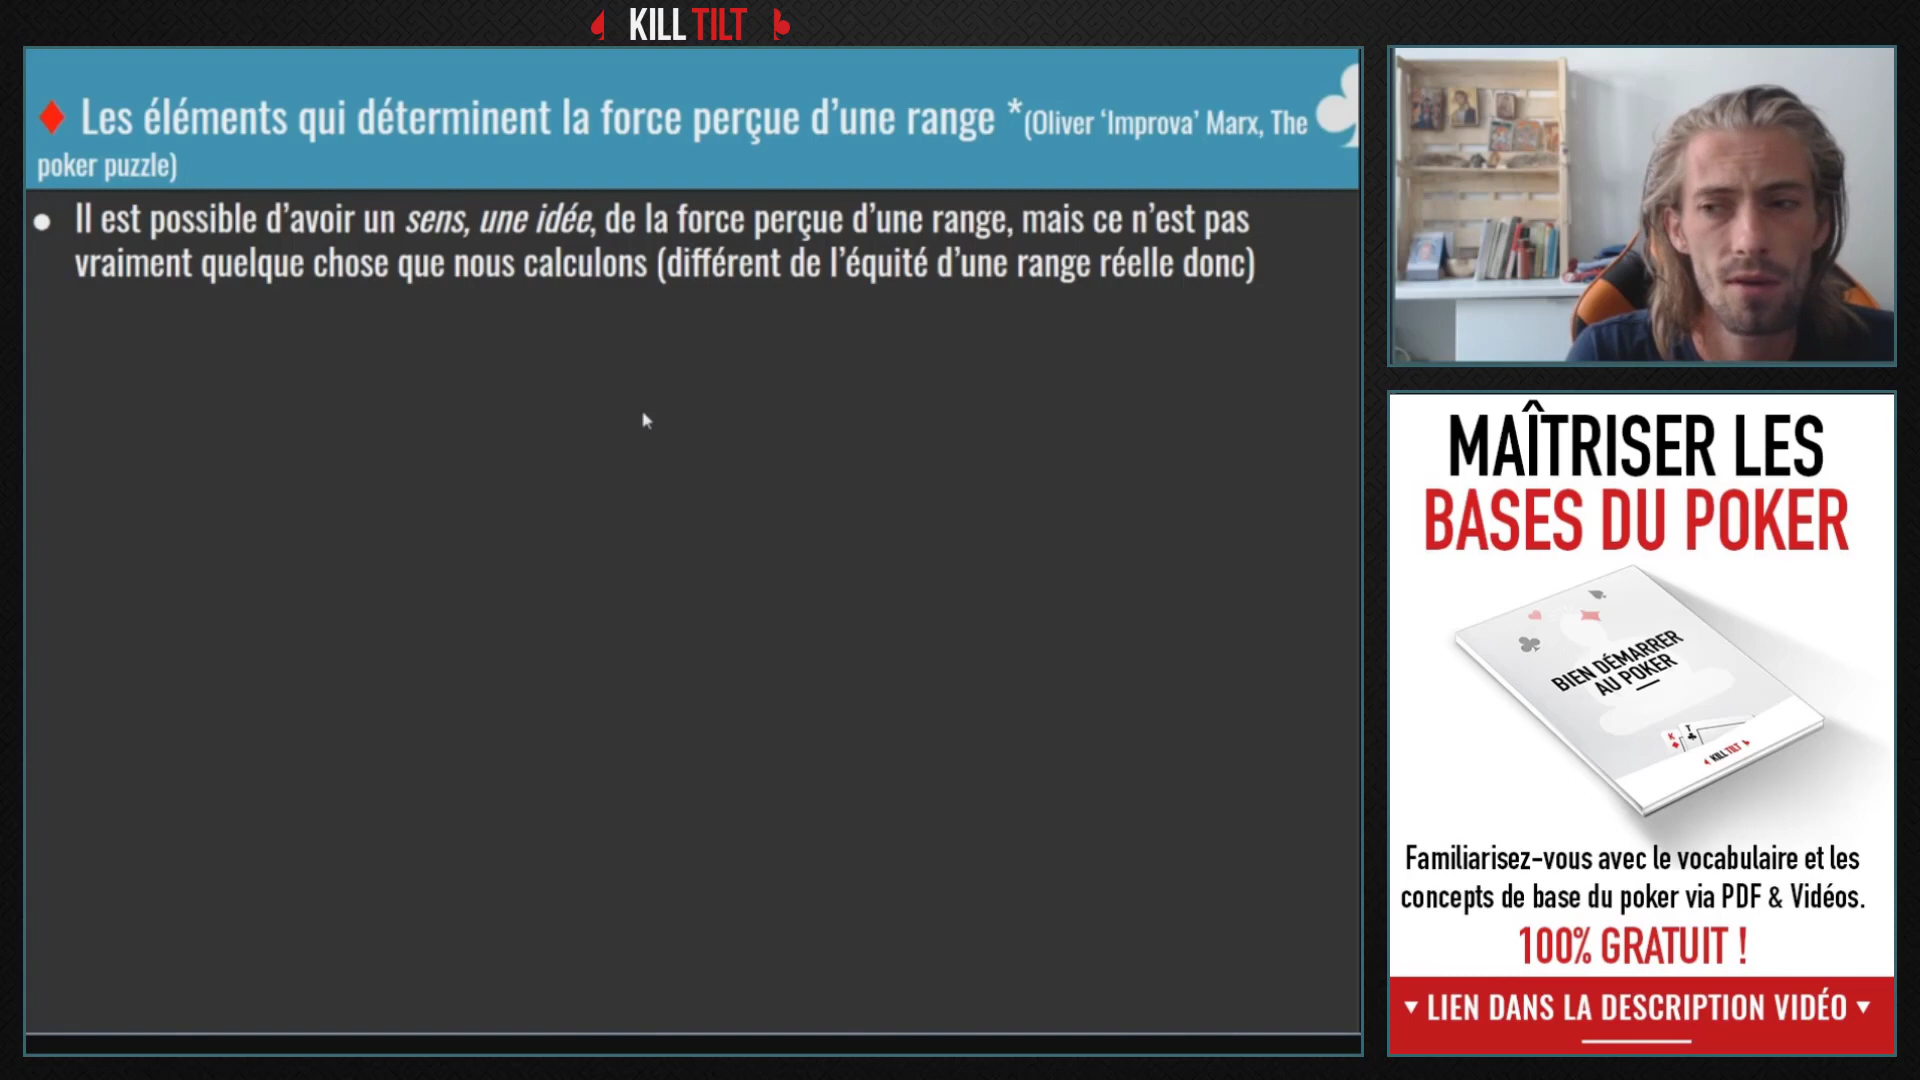 KILL TILT
Les éléments qui déterminent la force perçue d'une range *(Oliver 'Improva' Marx, The
poker puzzle)
● Il est possible d'avoir un sens, une idée, de la force perçue d'une range, mais ce n'est pas
vraiment quelque chose que nous calculons (différent de l'équité d'une range réelle donc)
MAÎTRISER LES
BASES DU POKER
BIEN DÉMARRER
AU POKER
K
T
KILL TILT
Familiarisez-vous avec le vocabulaire et les
concepts de base du poker via PDF & Vidéos.
100% GRATUIT !
▼ LIEN DANS LA DESCRIPTION VIDÉO ▼